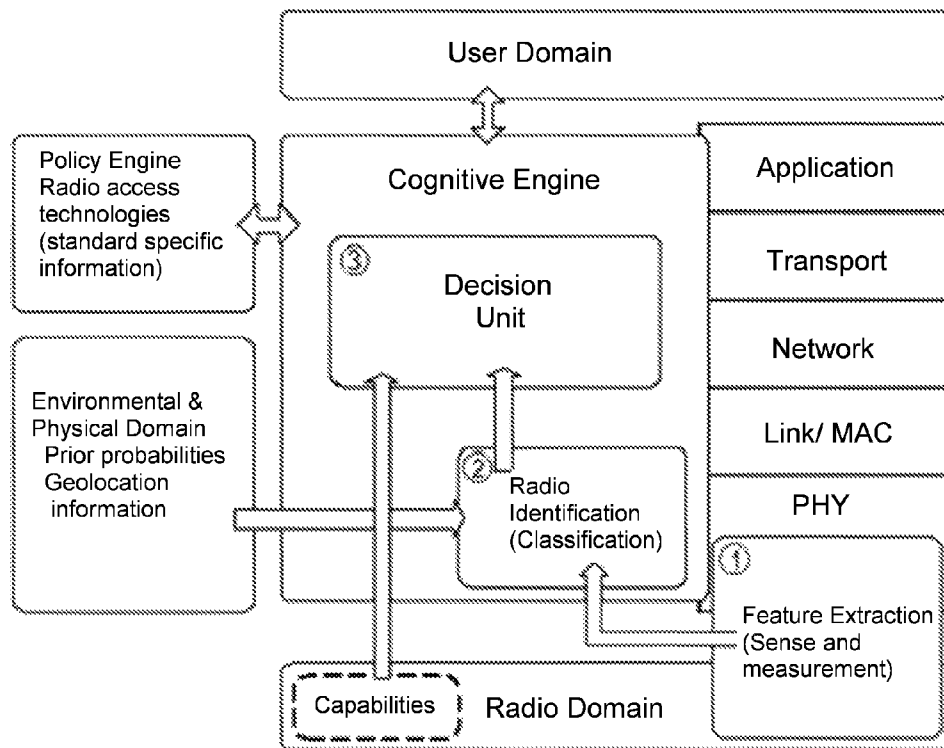 User Domain
Policy Engine
Radio access
technologies
(standard specific
information)
Cognitive Engine
Application
Transport
Network
Link/ MAC
PHY
③
Decision
Unit
Environmental &
Physical Domain
Prior probabilities
Geolocation
information
②
Radio
Identification
(Classification)
①
Feature Extraction
(Sense and
measurement)
Capabilities
Radio Domain